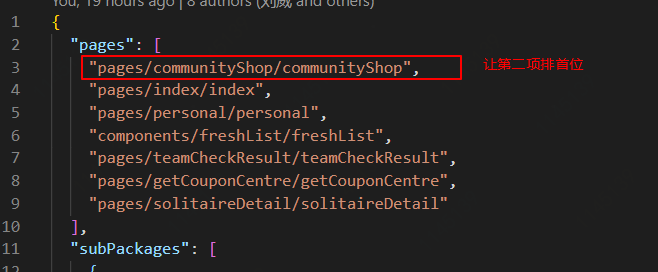 You, 19 hours ago | 8 authors (刘威 and others)
1 {
2 "pages": [
3 "pages/communityShop/communityShop", 让第二项排首位
4 "pages/index/index",
5 "pages/personal/personal",
6 "components/freshList/freshList",
7 "pages/teamCheckResult/teamCheckResult",
8 "pages/getCouponCentre/getCouponCentre",
9 "pages/solitaireDetail/solitaireDetail"
10 ],
11 "subPackages": [
12 {